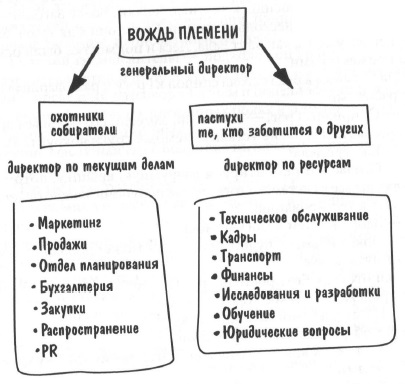 ВОЖДЬ ПЛЕМЕНИ
генеральный директор
охотники
собиратели
директор по текущим делам
• Маркетинг
• Продажи
• Отдел планирования
• Бухгалтерия
• Закупки
• Распространение
• PR
пастухи
те, кто заботится о других
директор по ресурсам
• Техническое обслуживание
• Кадры
• Транспорт
• Финансы
• Исследования и разработки
• Обучение
• Юридические вопросы